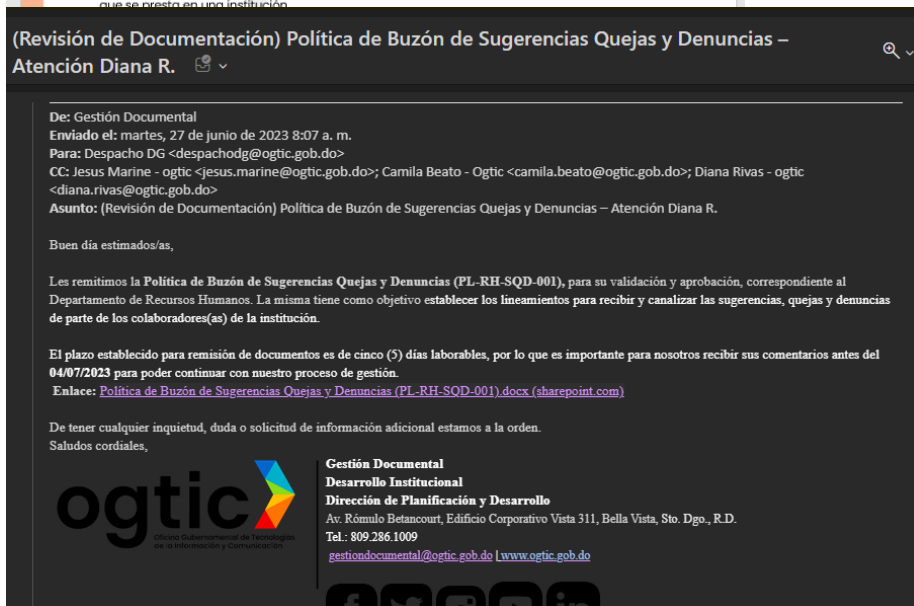 que se presta en una institución
(Revisión de Documentación) Política de Buzón de Sugerencias Quejas y Denuncias –
Atención Diana R.
De: Gestión Documental
Enviado el: martes, 27 de junio de 2023 8:07 a. m.
Para: Despacho DG <despachodg@ogtic.gob.do>
CC: Jesus Marine - ogtic <jesus.marine@ogtic.gob.do>; Camila Beato - Ogtic <camila.beato@ogtic.gob.do>; Diana Rivas - ogtic
<diana.rivas@ogtic.gob.do>
Asunto: (Revisión de Documentación) Política de Buzón de Sugerencias Quejas y Denuncias – Atención Diana R.
Buen día estimados/as,
Les remitimos la Política de Buzón de Sugerencias Quejas y Denuncias (PL-RH-SQD-001), para su validación y aprobación, correspondiente al
Departamento de Recursos Humanos. La misma tiene como objetivo establecer los lineamientos para recibir y canalizar las sugerencias, quejas y denuncias
de parte de los colaboradores(as) de la institución.
El plazo establecido para remisión de documentos es de cinco (5) días laborables, por lo que es importante para nosotros recibir sus comentarios antes del
04/07/2023 para poder continuar con nuestro proceso de gestión.
Enlace: Política de Buzón de Sugerencias Quejas y Denuncias (PL-RH-SQD-001).docx (sharepoint.com)
De tener cualquier inquietud, duda o solicitud de información adicional estamos a la orden.
Saludos cordiales,
ogtic
Oficina Gubernamental de Tecnologías
de la Información y Comunicación
Gestión Documental
Desarrollo Institucional
Dirección de Planificación y Desarrollo
Av. Rómulo Betancourt, Edificio Corporativo Vista 311, Bella Vista, Sto. Dgo., R.D.
Tel.: 809.286.1009
gestiondocumental@ogtic.gob.do | www.ogtic.gob.do